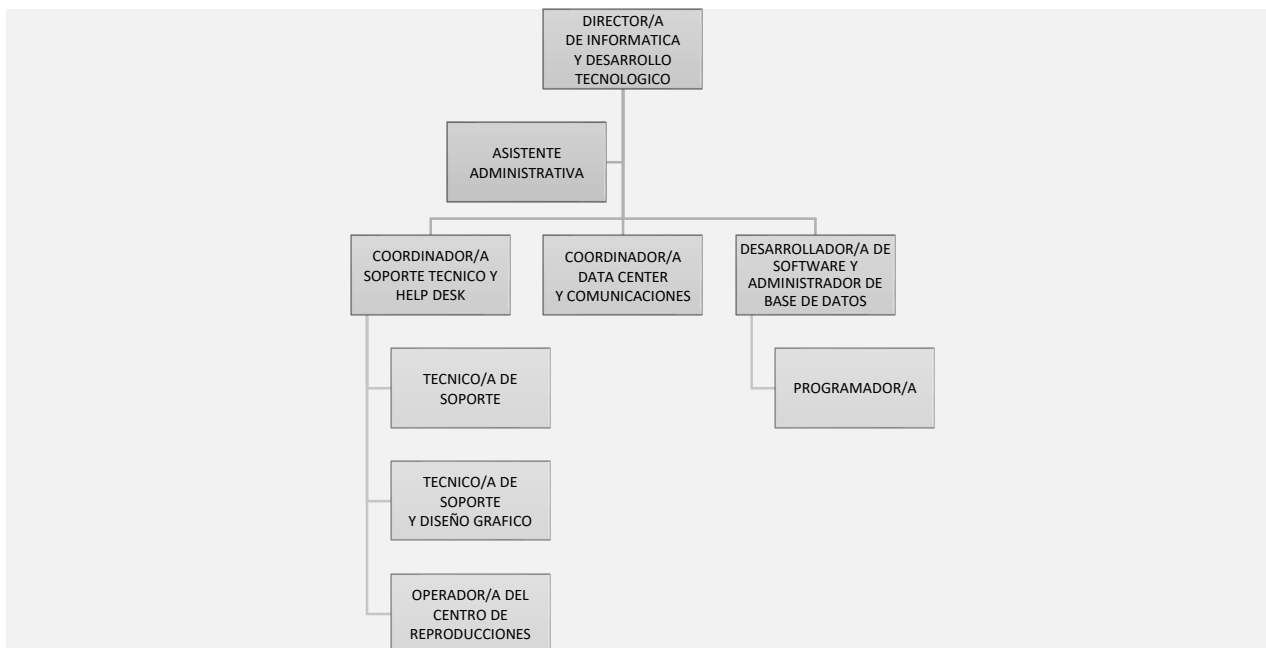 DIRECTOR/A
DE INFORMATICA
Y DESARROLLO
TECNOLOGICO
ASISTENTE
ADMINISTRATIVA
COORDINADOR/A
SOPORTE TECNICO Y
HELP DESK
COORDINADOR/A
DATA CENTER
Y COMUNICACIONES
DESARROLLADOR/A DE
SOFTWARE Y
ADMINISTRADOR DE
BASE DE DATOS
TECNICO/A DE
SOPORTE
PROGRAMADOR/A
TECNICO/A DE
SOPORTE
Y DISEÑO GRAFICO
OPERADOR/A DEL
CENTRO DE
REPRODUCCIONES